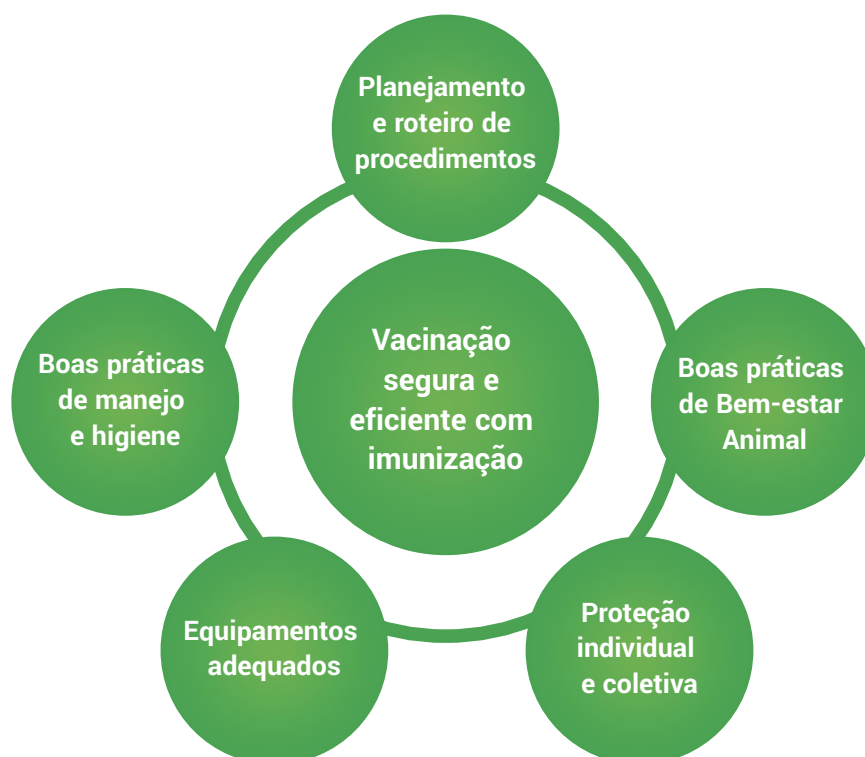 Planejamento
e roteiro de
procedimentos
Vacinação
segura e
eficiente com
imunização
Boas práticas
de manejo
e higiene
Boas práticas
de Bem-estar
Animal
Equipamentos
adequados
Proteção
individual
e coletiva